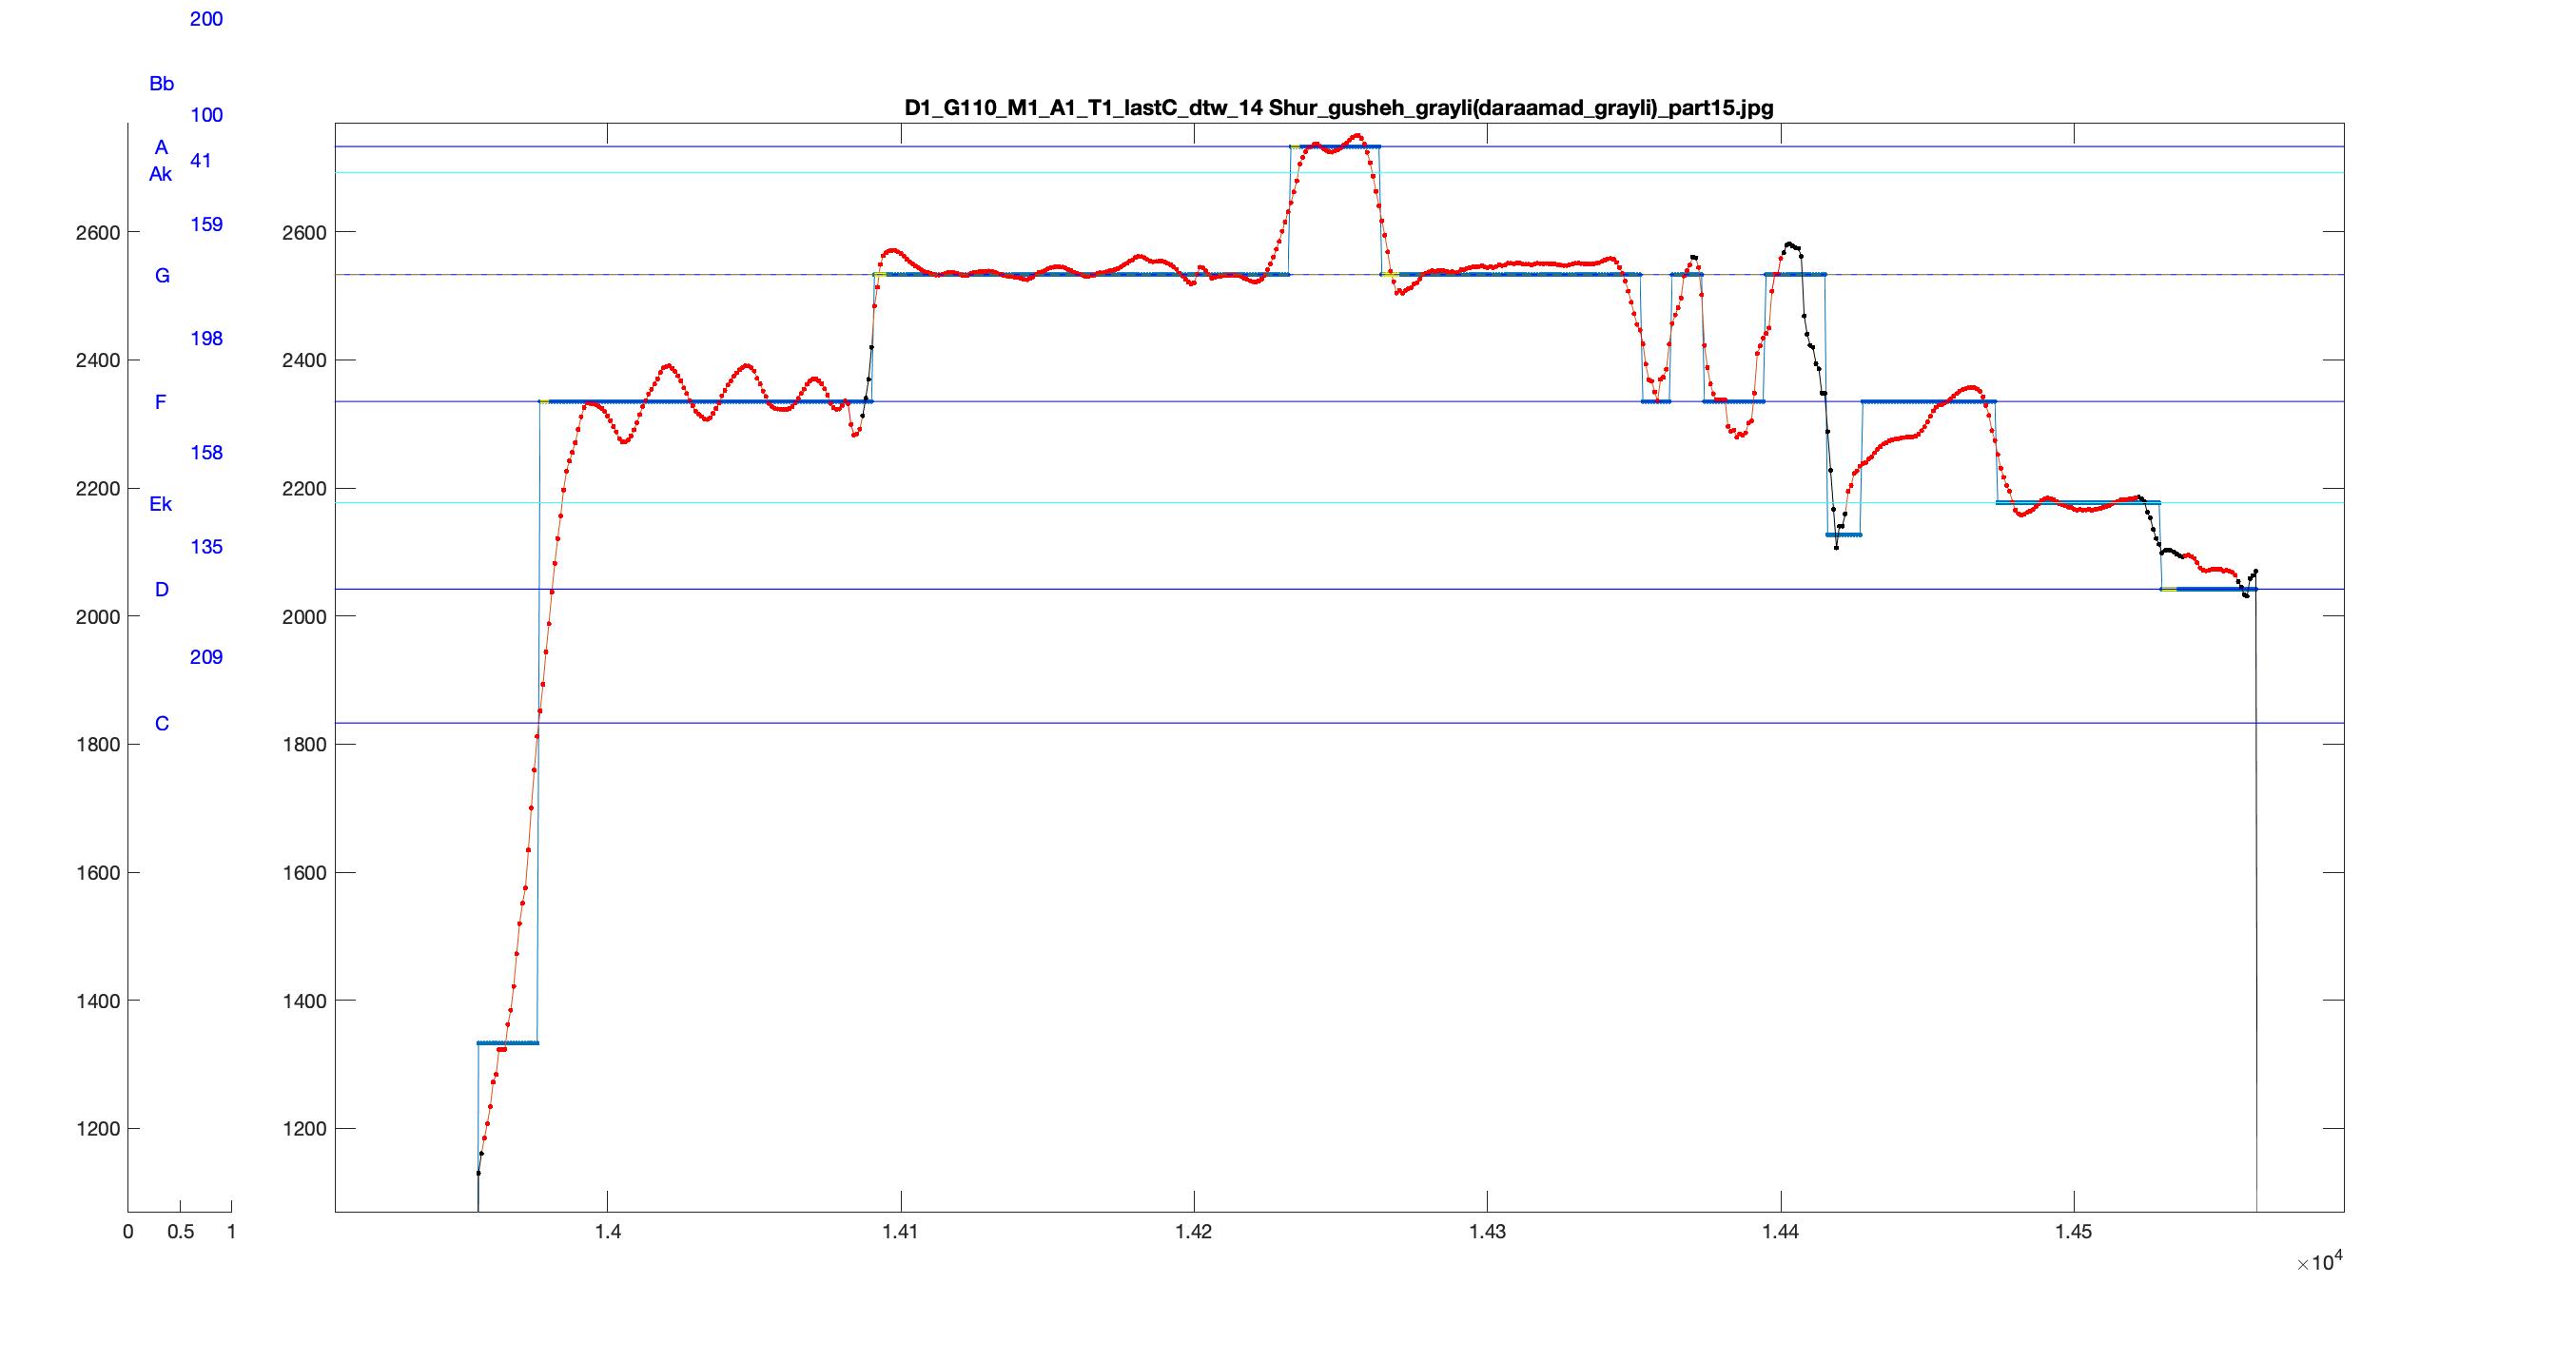 200
Bb
100
D1_G110_M1_A1_T1_lastC_dtw_14 Shur_gusheh_grayli(daraamad_grayli)_part15.jpg
A
41
Ak
159
2600
2600
G
198
2400
2400
F
158
2200
2200
Ek
135
D
2000
2000
209
C
1800
1800
1600
1600
1400
1400
1200
1200
0 0.5 1
1.4 1.41 1.42 1.43 1.44 1.45
×10^4